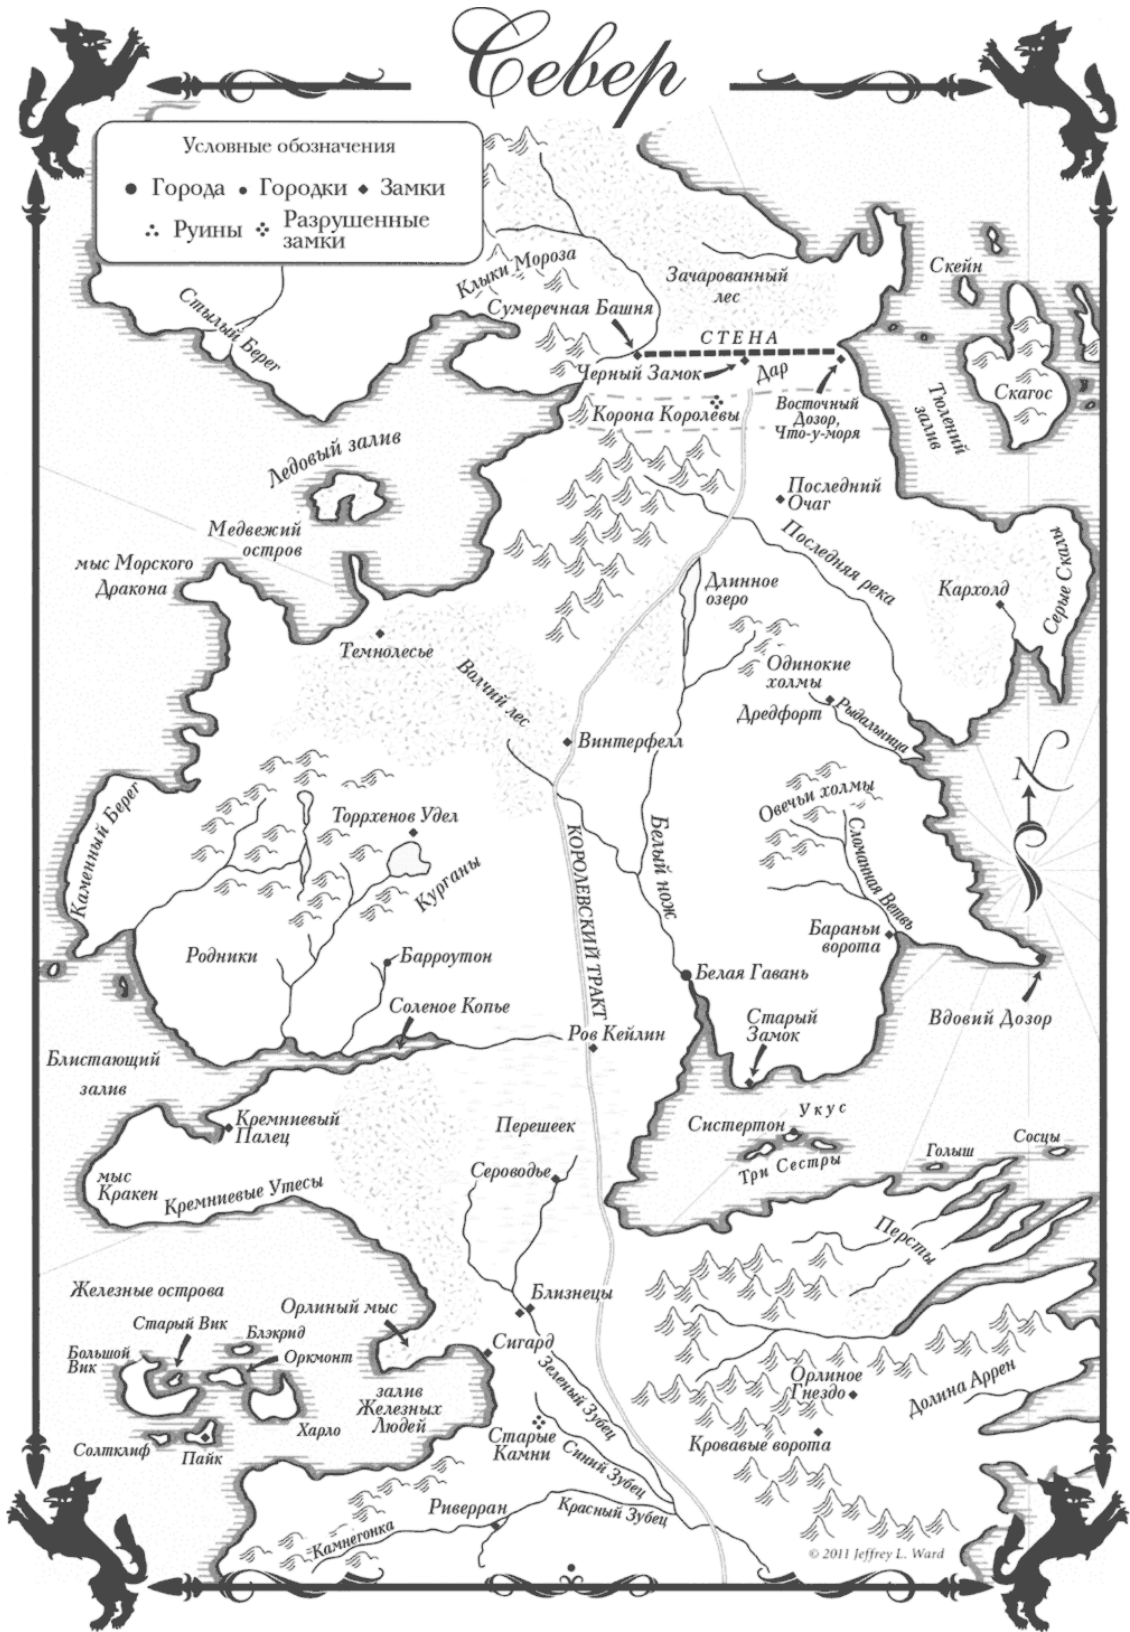 Север
Условные обозначения
Города
Городки
Замки
Руины
Разрушенные
замки
Клыки Мороза
Зачарованный
лес
Скейн
Стылый Берег
Сумеречная Башня
СТЕНА
Черный Замок
Дар
Скагос
Корона Королевы
Восточный
Дозор,
Что-у-моря
Тюлений
залив
Ледовый залив
Последний
Очаг
Медвежий
остров
Последняя река
мыс Морского
Дракона
Длинное
озеро
Кархолд
Серые Скалы
Темнолесье
Волчий лес
Одинокие
холмы
Дредфорт
Рыдальница
Винтерфелл
N
Каменный Берег
Торрхенов Удел
Овечьи холмы
КОРОЛЕВСКИЙ ТРАКТ
Белый нож
Сломанная Ветвь
Курганы
Родники
Барроутон
Бараньи
ворота
Белая Гавань
Соленое Копье
Вдовий Дозор
Старый
Замок
Ров Кейлин
Блистающий
залив
Кремниевый
Палец
Перешеек
Систертон
Укус
Три Сестры
Голыш
Сосцы
мыс
Кракен
Кремниевые Утесы
Сероводье
Персты
Железные острова
Орлиный мыс
Близнецы
Старый Вик
Блэкрид
Большой
Вик
Оркмонт
Сигард
Зеленый Зубец
Орлиное
Гнездо
Долина Аррен
залив
Железных
Людей
Харло
Солтклиф
Пайк
Старые
Камни
Синий Зубец
Кровавые ворота
Риверран
Красный Зубец
Камнегонка
© 2011 Jeffrey L. Ward